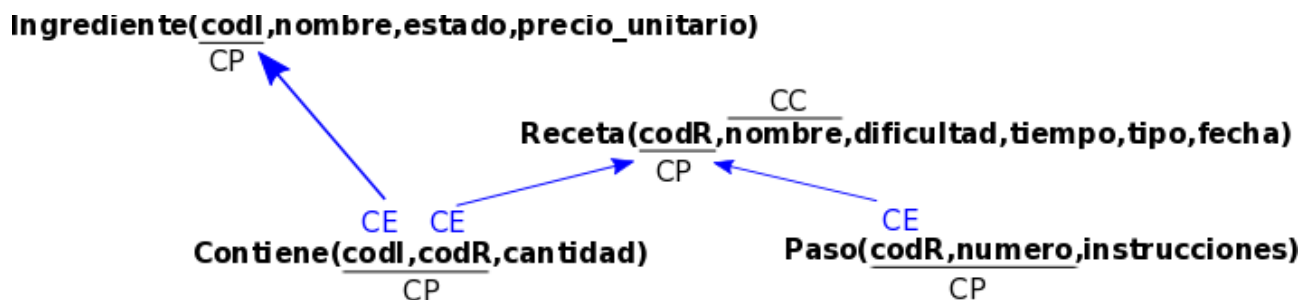 Ingrediente(codI,nombre,estado,precio_unitario)
CP
CC
Receta(codR,nombre,dificultad,tiempo,tipo,fecha)
CP
CE CE CE
Contiene(codI,codR,cantidad) Paso(codR,numero,instrucciones)
CP CP